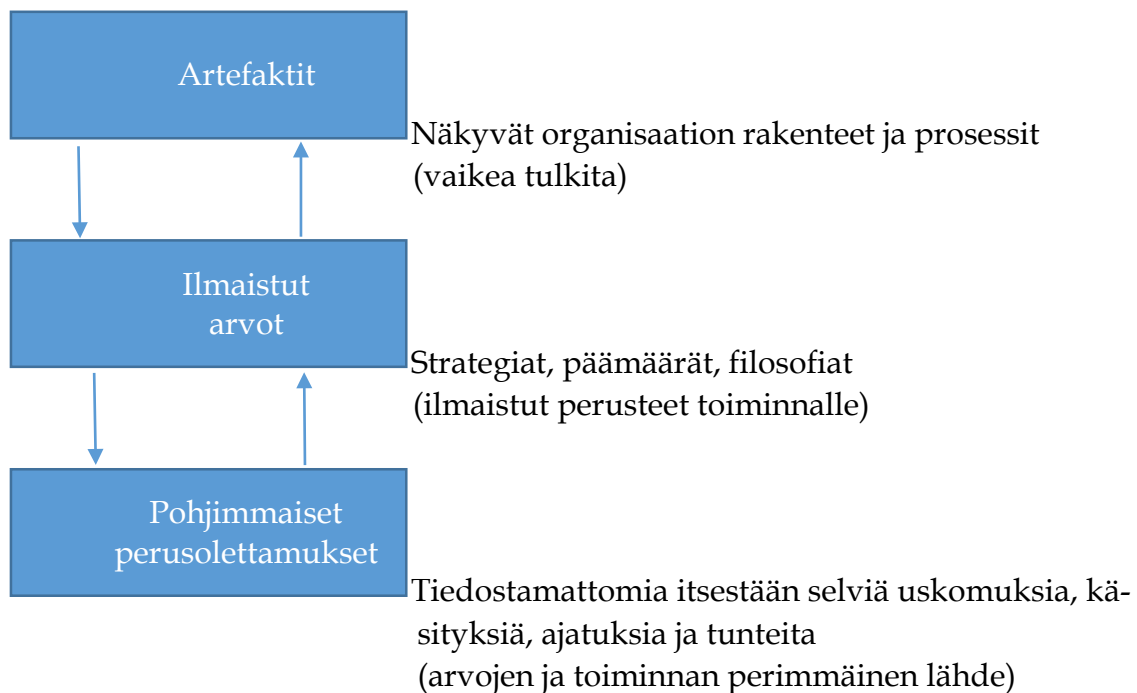 Artefaktit
Näkyvät organisaation rakenteet ja prosessit
(vaikea tulkita)
Ilmaistut
arvot
Strategiat, päämäärät, filosofiat
(ilmaistut perusteet toiminnalle)
Pohjimmaiset
perusolettamukset
Tiedostamattomia itsestään selviä uskomuksia, kä-
sityksiä, ajatuksia ja tunteita
(arvojen ja toiminnan perimmäinen lähde)